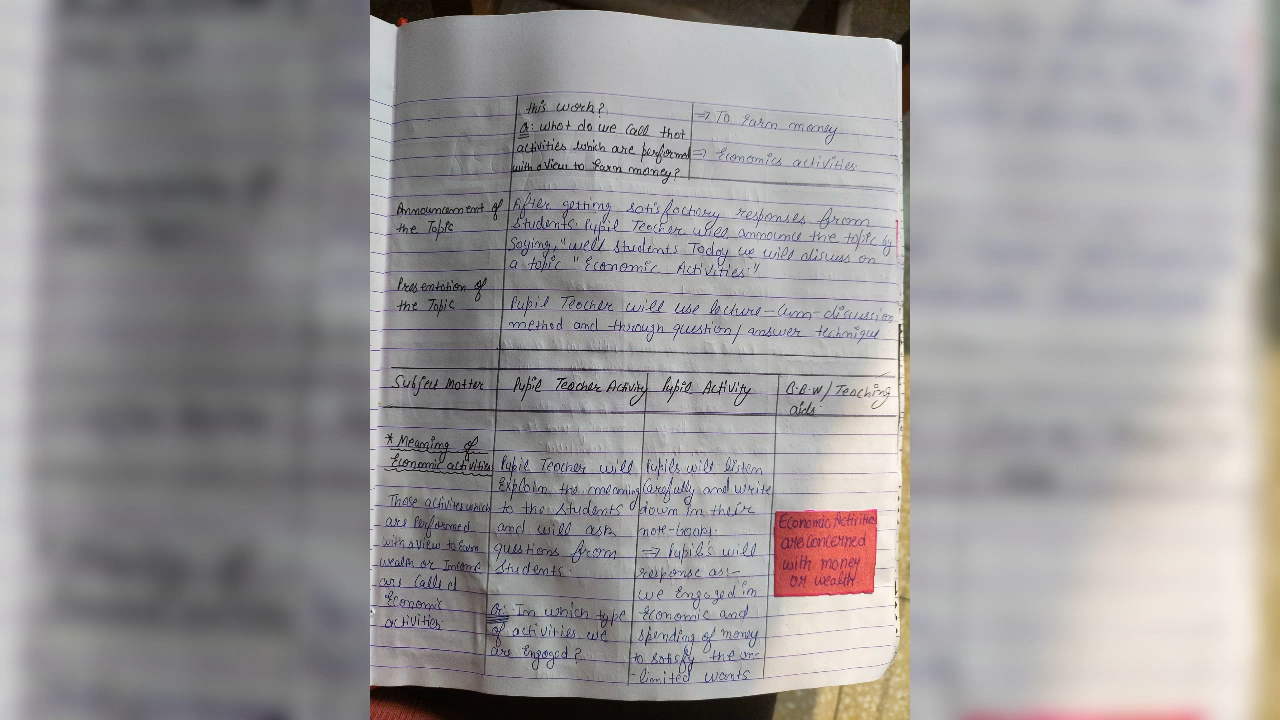 this work?
Q: What do we call that
activities which are performed
with a view to Earn money?
⇒ To Earn money
⇒ Economics activities.
Announcement of
the Topic
After getting satisfactory responses from
students Pupil Teacher will announce the topic by
Saying, "well students Today we will discuss on
a topic "Economic Activities."
Presentation of
the Topic
Pupil Teacher will use lecture-cum-discussion
method and through question/answer technique
Subject Matter
Pupil Teacher Activity
Pupil Activity
B.B.W/Teaching
aids.
* Meaning of
Economic activities
Those activities which
are Performed
with a view to Earn
wealth or Income
are Called
Economic
activities
Pupil Teacher will
Explain the meaning
to the students
and will ask
questions from
Students.
Q: In which type
of activities we
are Engaged?
Pupils will listen
Carefully and write
down in their
note-books.
⇒ Pupil's will
response as:-
we Engaged in
Economic and
spending of money
to satisfy the un-
limited wants
Economic Activities
are Concerned
with money
or wealth